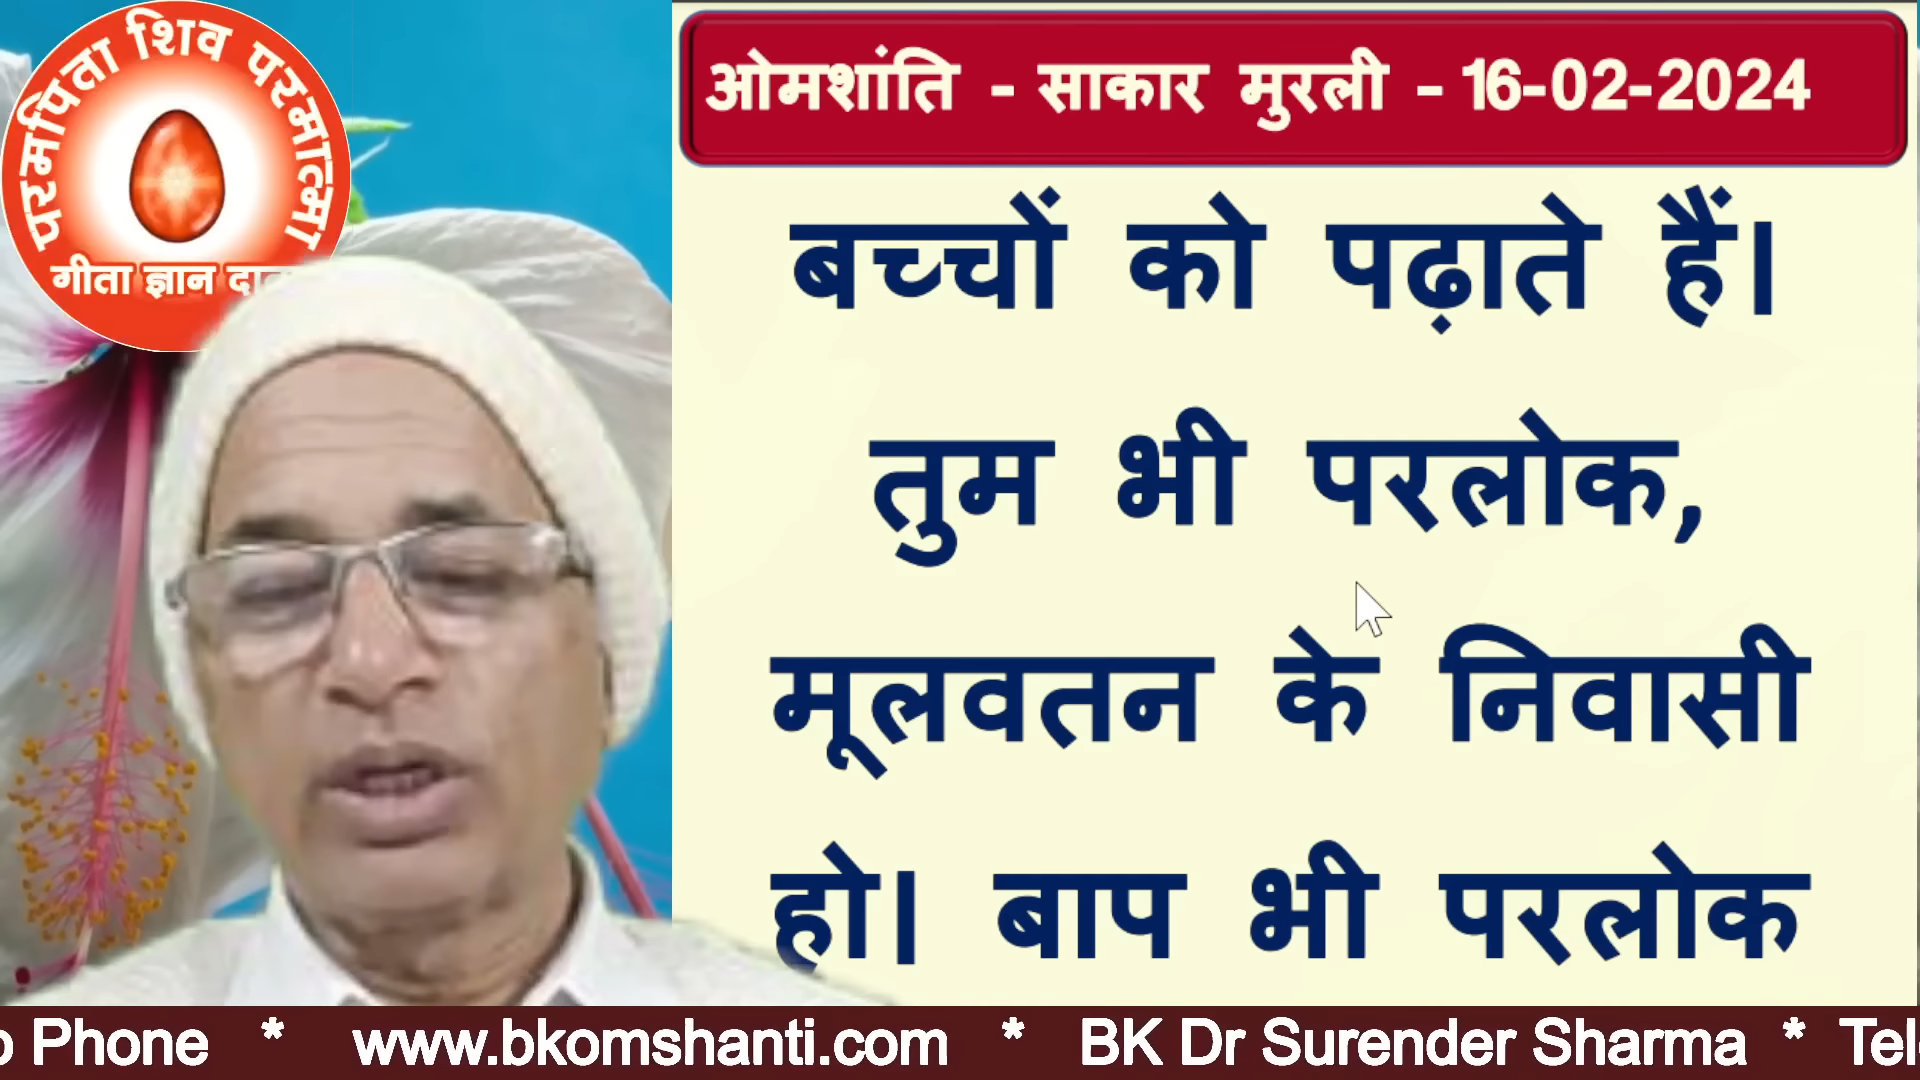 परमपिता शिव परमात्मा
गीता ज्ञान
ओमशांति - साकार मुरली - 16-02-2024
बच्चों को पढ़ाते हैं।
तुम भी परलोक,
मूलवतन के निवासी
हो। बाप भी परलोक
Phone * www.bkomshanti.com * BK Dr Surender Sharma *